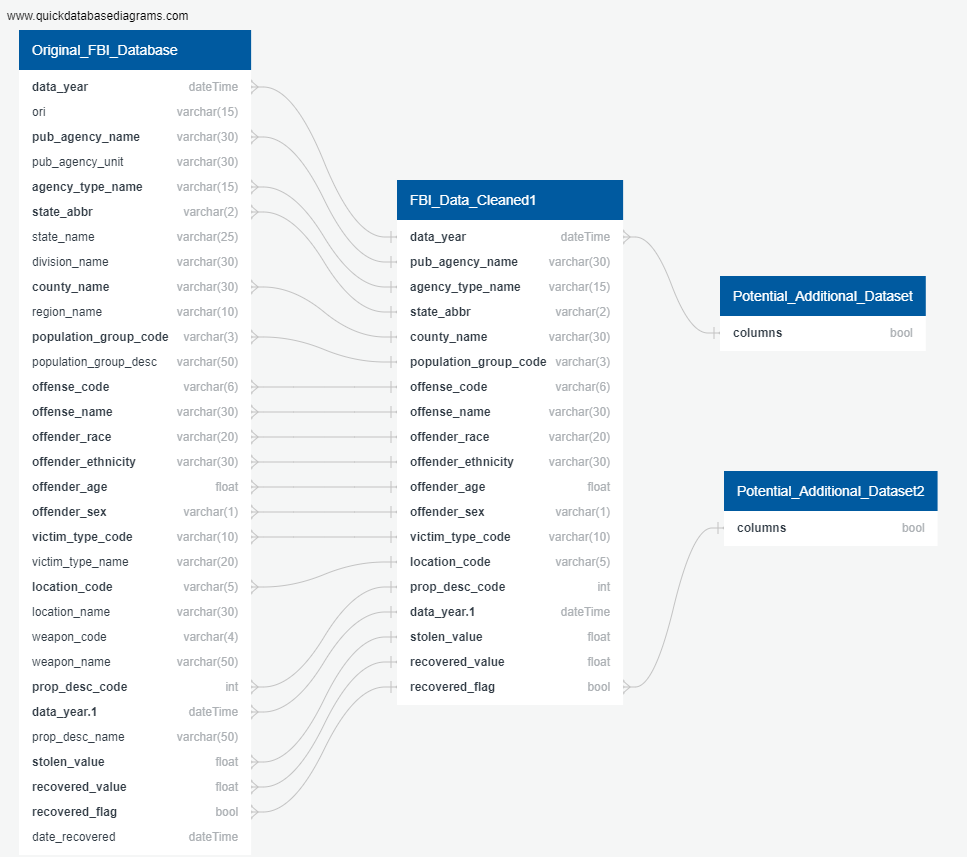 www.quickdatabasediagrams.com
Original_FBI_Database
data_year dateTime
ori varchar(15)
pub_agency_name varchar(30)
pub_agency_unit varchar(30)
agency_type_name varchar(15)
state_abbr varchar(2)
state_name varchar(25)
division_name varchar(30)
county_name varchar(30)
region_name varchar(10)
population_group_code varchar(3)
population_group_desc varchar(50)
offense_code varchar(6)
offense_name varchar(30)
offender_race varchar(20)
offender_ethnicity varchar(30)
offender_age float
offender_sex varchar(1)
victim_type_code varchar(10)
victim_type_name varchar(20)
location_code varchar(5)
location_name varchar(30)
weapon_code varchar(4)
weapon_name varchar(50)
prop_desc_code int
data_year.1 dateTime
prop_desc_name varchar(50)
stolen_value float
recovered_value float
recovered_flag bool
date_recovered dateTime
FBI_Data_Cleaned1
data_year dateTime
pub_agency_name varchar(30)
agency_type_name varchar(15)
state_abbr varchar(2)
county_name varchar(30)
population_group_code varchar(3)
offense_code varchar(6)
offense_name varchar(30)
offender_race varchar(20)
offender_ethnicity varchar(30)
offender_age float
offender_sex varchar(1)
victim_type_code varchar(10)
location_code varchar(5)
prop_desc_code int
data_year.1 dateTime
stolen_value float
recovered_value float
recovered_flag bool
Potential_Additional_Dataset
columns bool
Potential_Additional_Dataset2
columns bool